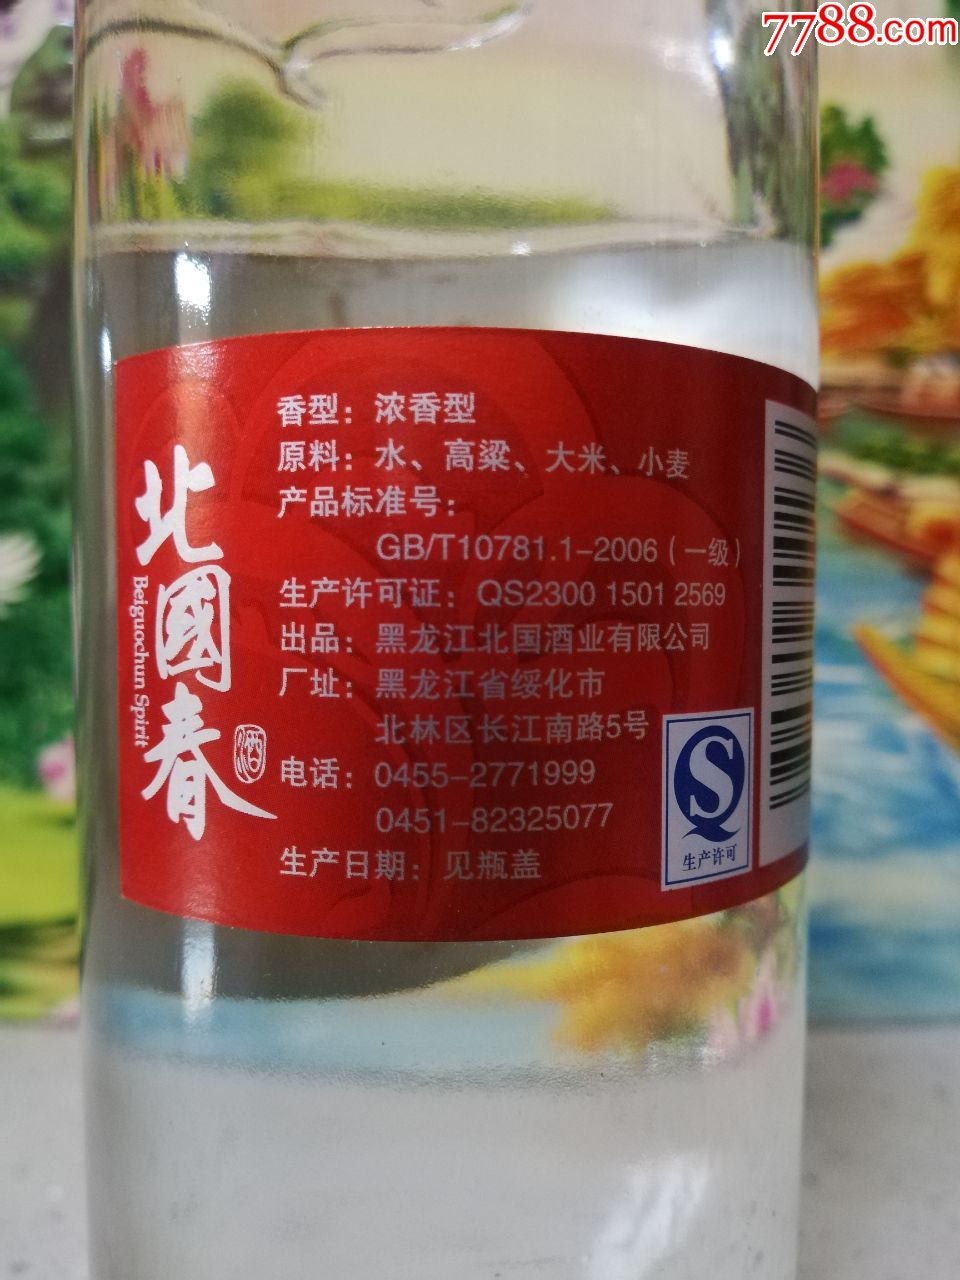 7788.com
香型：浓香型
原料：水、高粱、大米、小麦
产品标准号：
GB/T10781.1-2006（一级）
生产许可证：QS2300 1501 2569
出品：黑龙江北国酒业有限公司
厂址：黑龙江省绥化市
北林区长江南路5号
电话：0455-2771999
0451-82325077
生产日期：见瓶盖
北國春
酒
Beiguochun Spirit
QS
生产许可